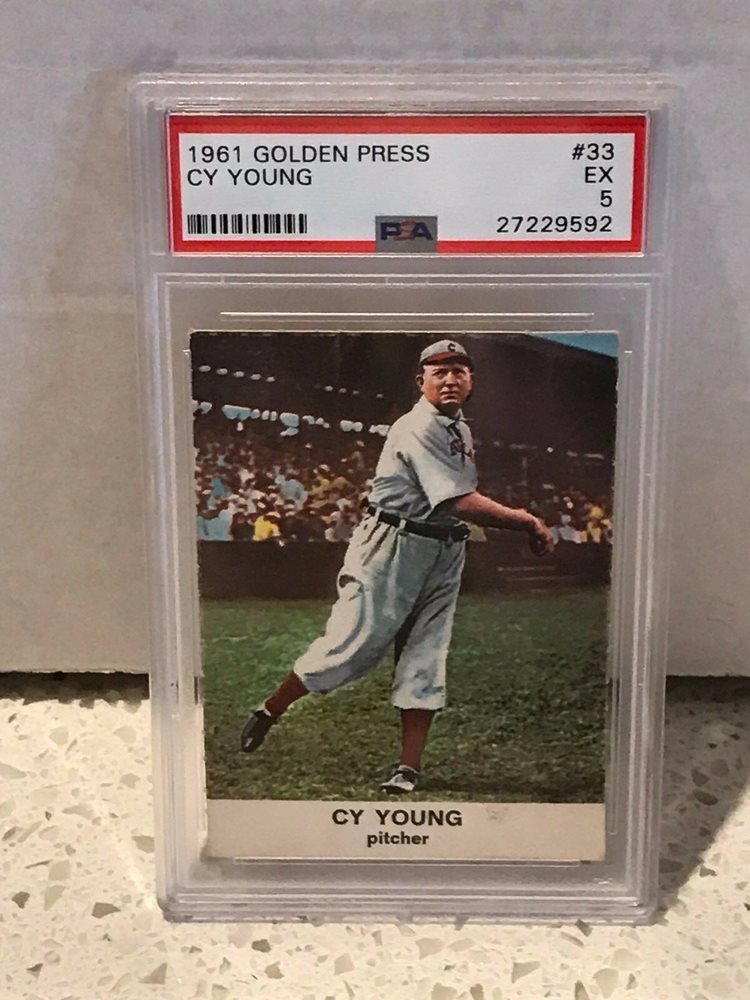 1961 GOLDEN PRESS #33
CY YOUNG EX
5
PSA 27229592
C
CY YOUNG
pitcher